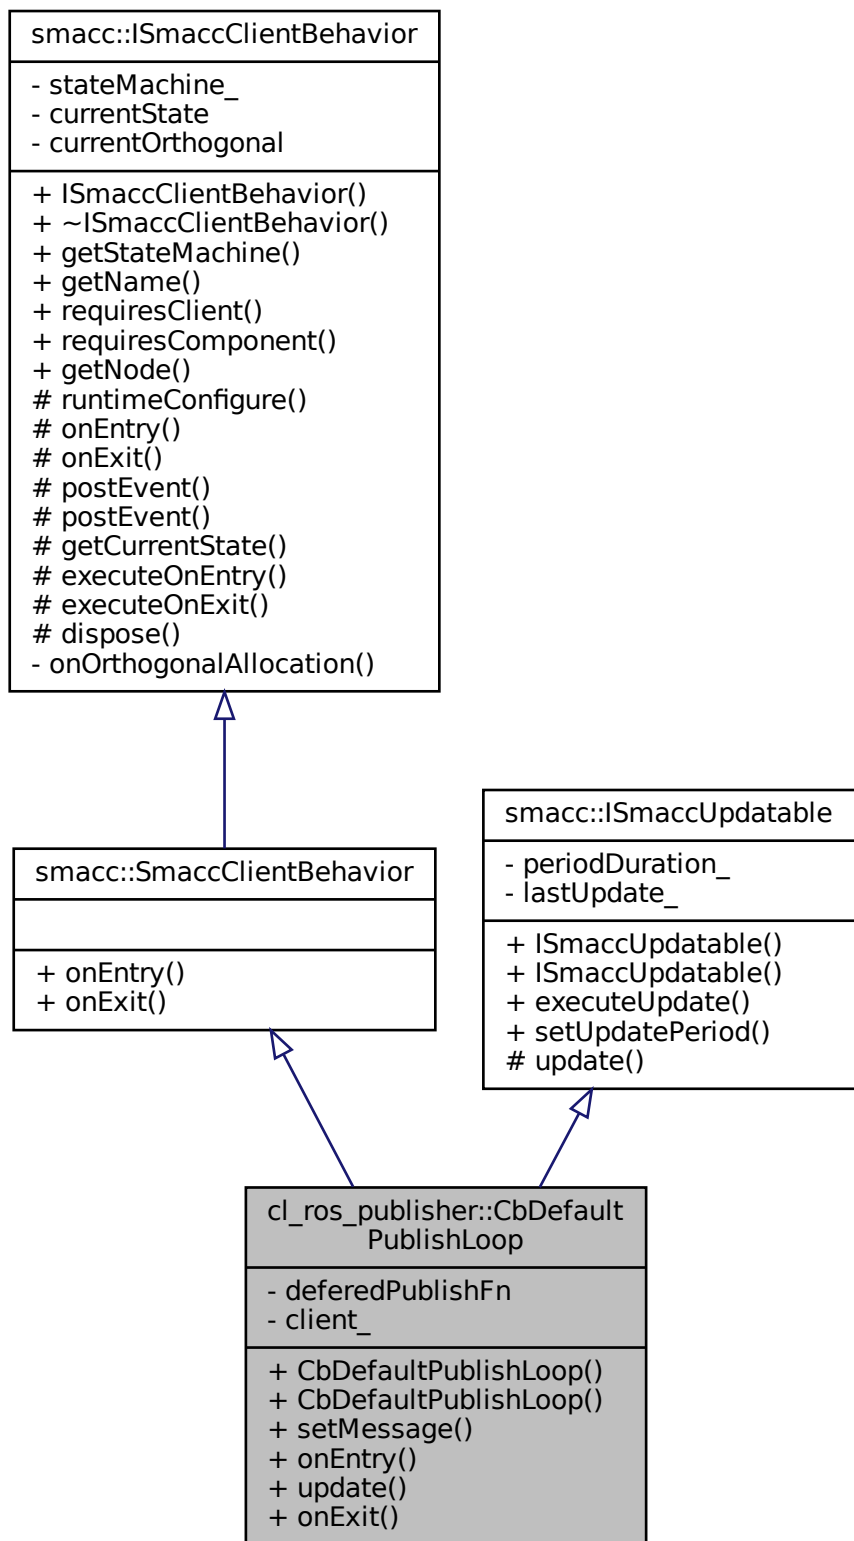 smacc::ISmaccClientBehavior
- stateMachine_
- currentState
- currentOrthogonal
+ ISmaccClientBehavior()
+ ~ISmaccClientBehavior()
+ getStateMachine()
+ getName()
+ requiresClient()
+ requiresComponent()
+ getNode()
# runtimeConfigure()
# onEntry()
# onExit()
# postEvent()
# postEvent()
# getCurrentState()
# executeOnEntry()
# executeOnExit()
# dispose()
- onOrthogonalAllocation()
smacc::SmaccClientBehavior
+ onEntry()
+ onExit()
smacc::ISmaccUpdatable
- periodDuration_
- lastUpdate_
+ ISmaccUpdatable()
+ ISmaccUpdatable()
+ executeUpdate()
+ setUpdatePeriod()
# update()
cl_ros_publisher::CbDefault
PublishLoop
- deferedPublishFn
- client_
+ CbDefaultPublishLoop()
+ CbDefaultPublishLoop()
+ setMessage()
+ onEntry()
+ update()
+ onExit()